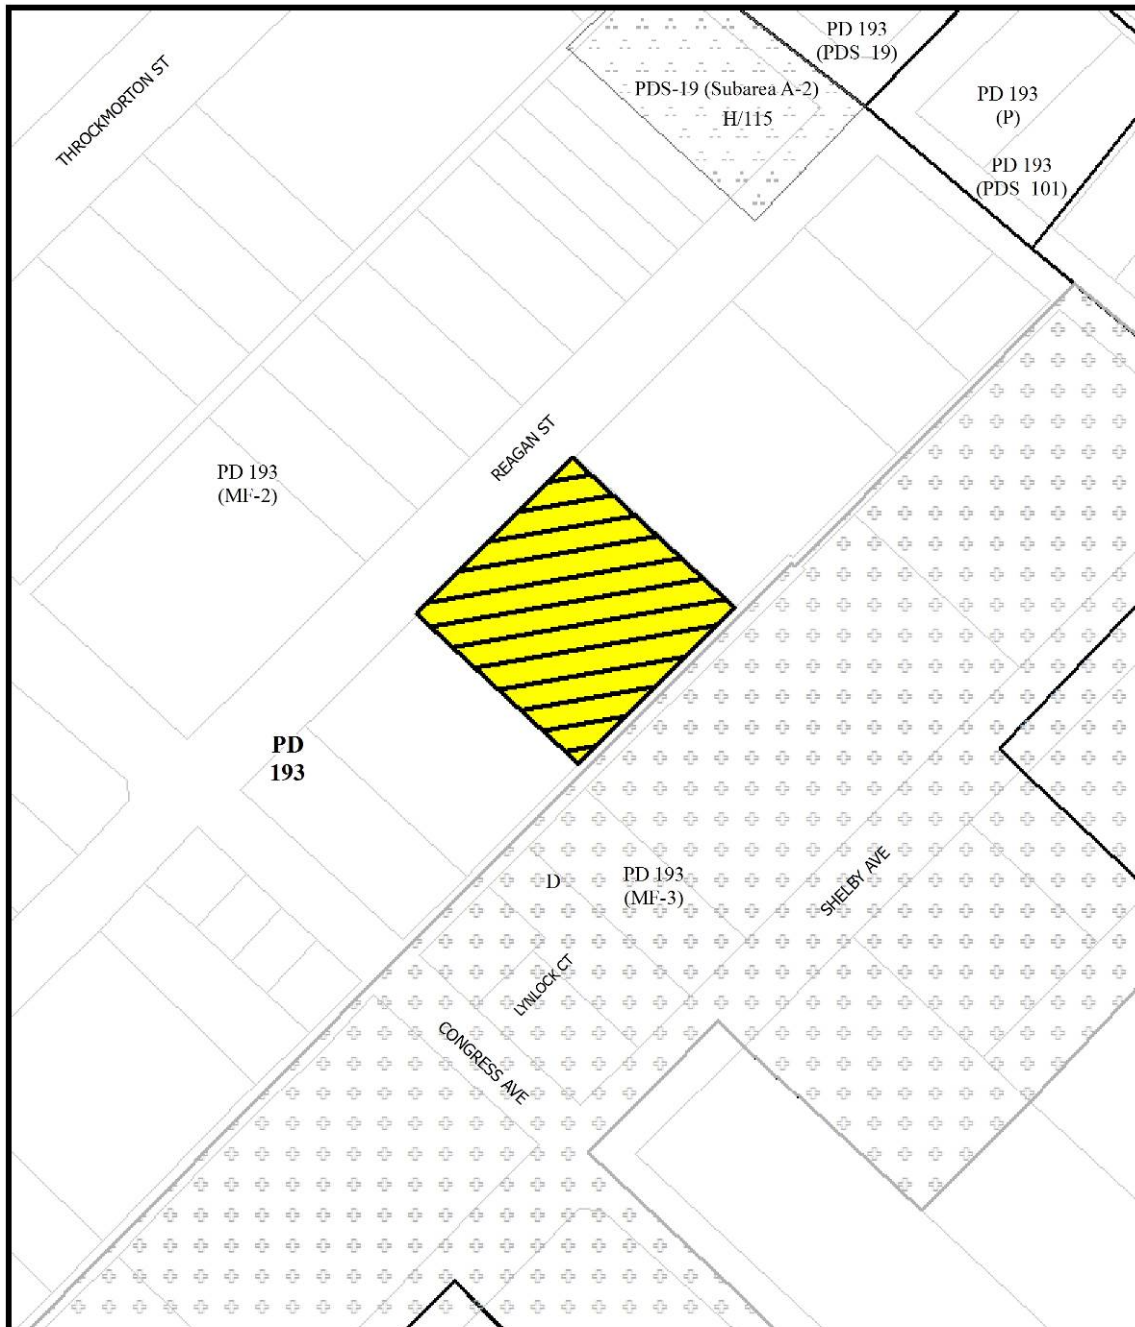 PD 193
(PDS 19)
THROCKMORTON ST
PDS-19 (Subarea A-2)
H/115
PD 193
(P)
PD 193
(PDS 101)
REAGAN ST
PD 193
(MF-2)
PD
193
D
PD 193
(MF-3)
SHELBY AVE
LYNLOCK CT
CONGRESS AVE